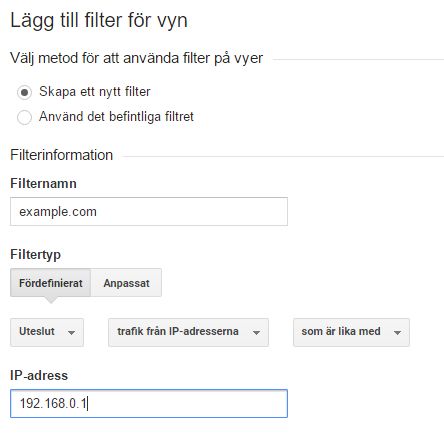 Lägg till filter för vyn
Välj metod för att använda filter på vyer
Skapa ett nytt filter
Använd det befintliga filtret
Filterinformation
Filternamn
example.com
Filtertyp
Fördefinierat Anpassat
Uteslut trafik från IP-adresserna som är lika med
IP-adress
192.168.0.1